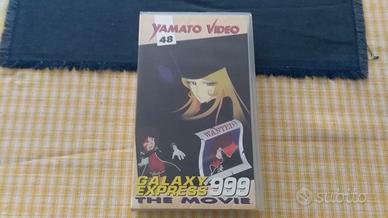 YAMATO VIDEO
48
WANTED
GALAXY
EXPRESS 999
THE MOVIE
subito